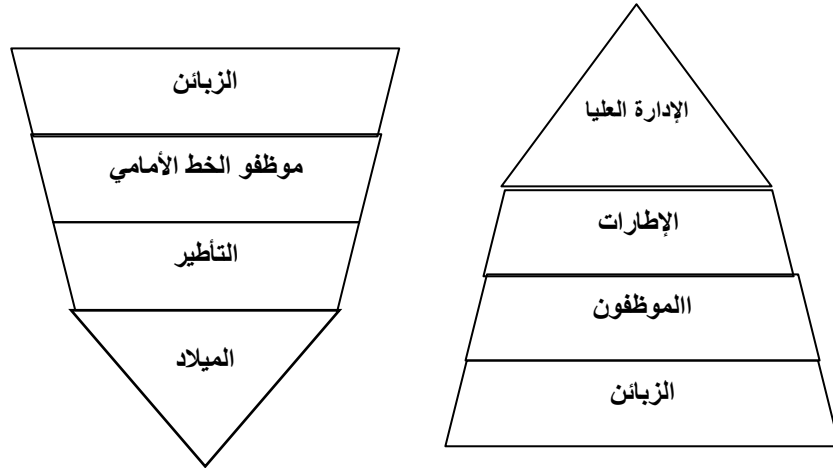 الإدارة العليا
الإطارات
االموظفون
الزبائن
الزبائن
موظفو الخط الأمامي
التأطير
الميلاد